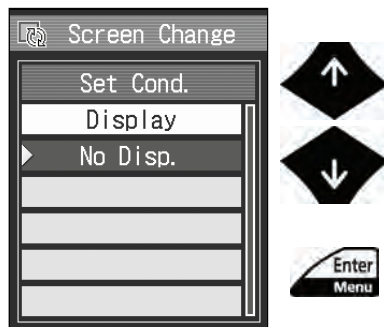 Screen Change
Set Cond.
Display
No Disp.
Enter
Menu